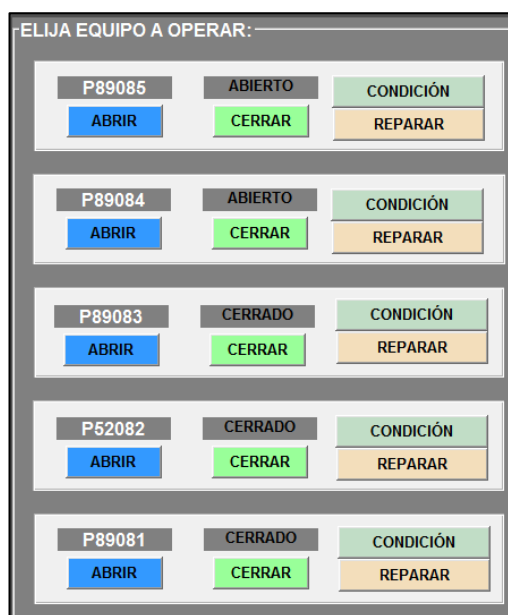 ELIJA EQUIPO A OPERAR:
P89085 ABIERTO CONDICIÓN
ABRIR CERRAR REPARAR
P89084 ABIERTO CONDICIÓN
ABRIR CERRAR REPARAR
P89083 CERRADO CONDICIÓN
ABRIR CERRAR REPARAR
P52082 CERRADO CONDICIÓN
ABRIR CERRAR REPARAR
P89081 CERRADO CONDICIÓN
ABRIR CERRAR REPARAR